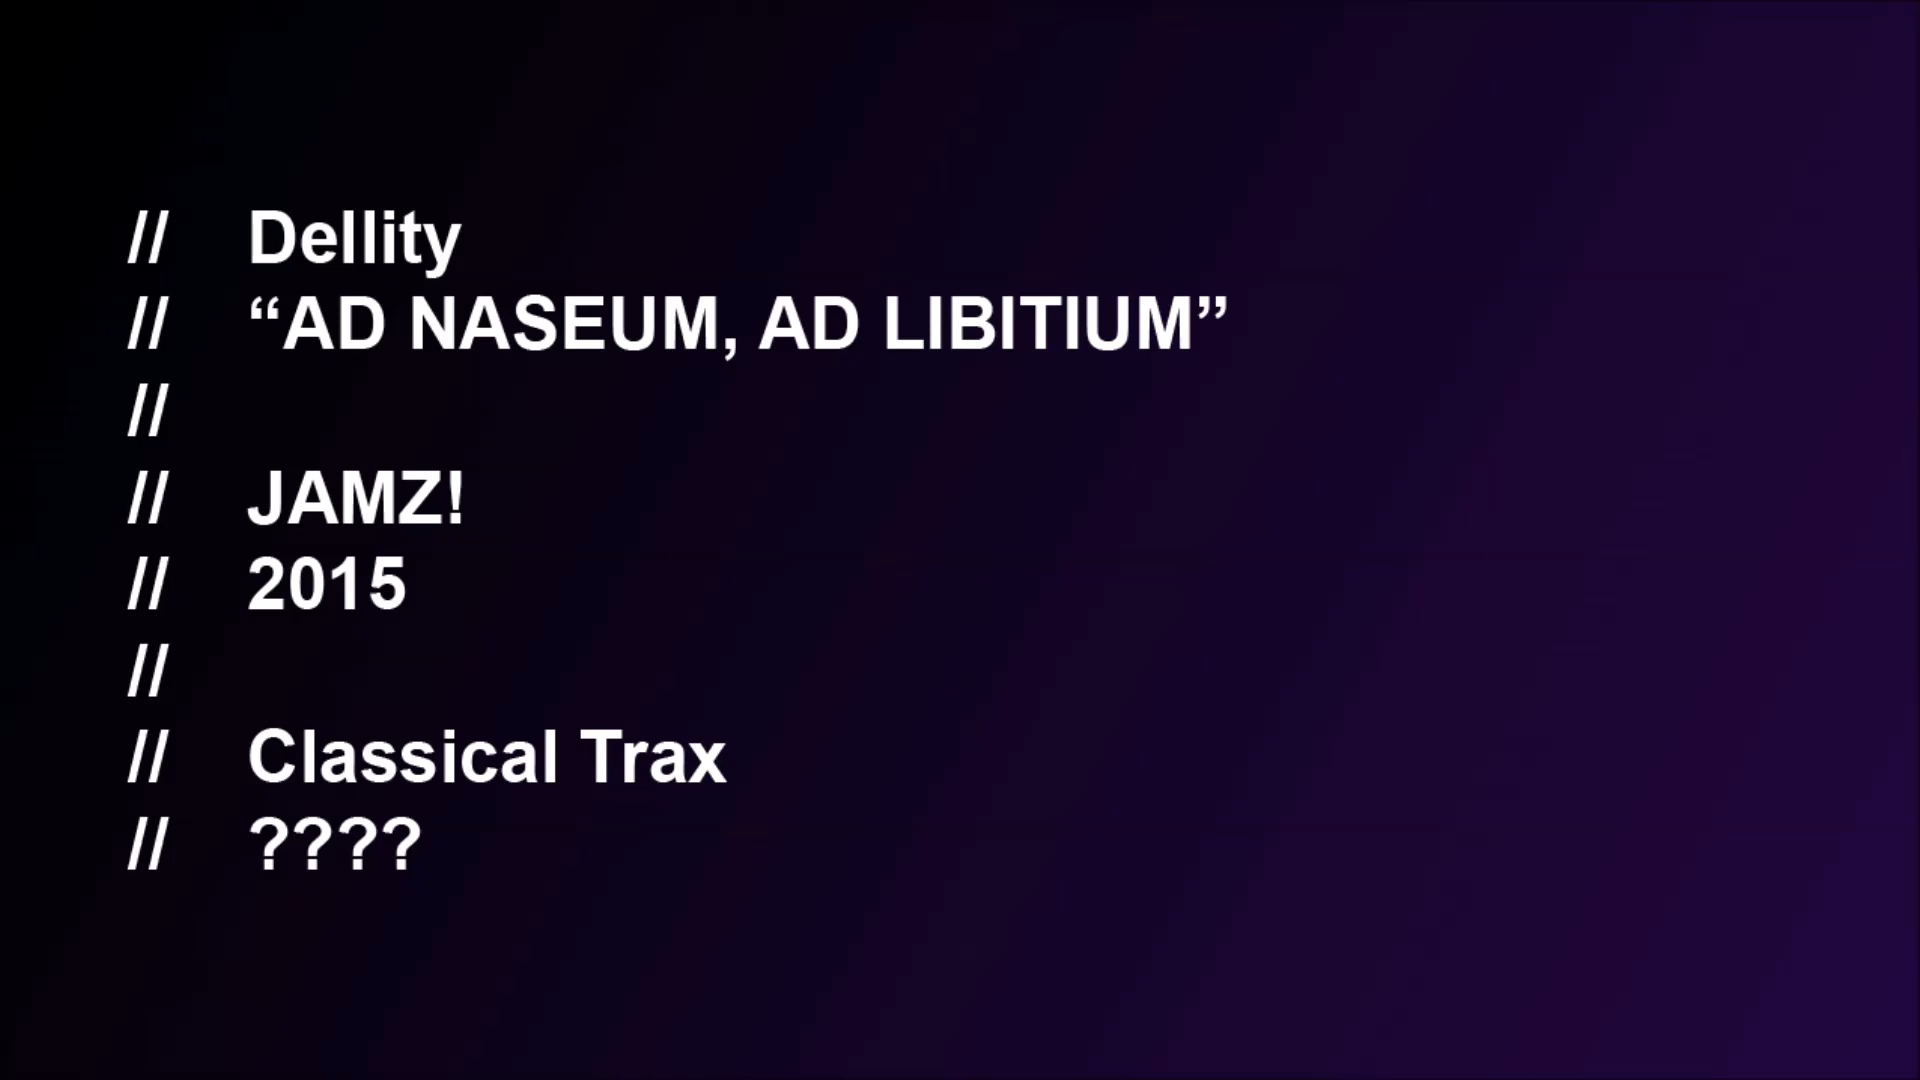 // Dellity
// “AD NASEUM, AD LIBITIUM”
//
// JAMZ!
// 2015
//
// Classical Trax
// ????